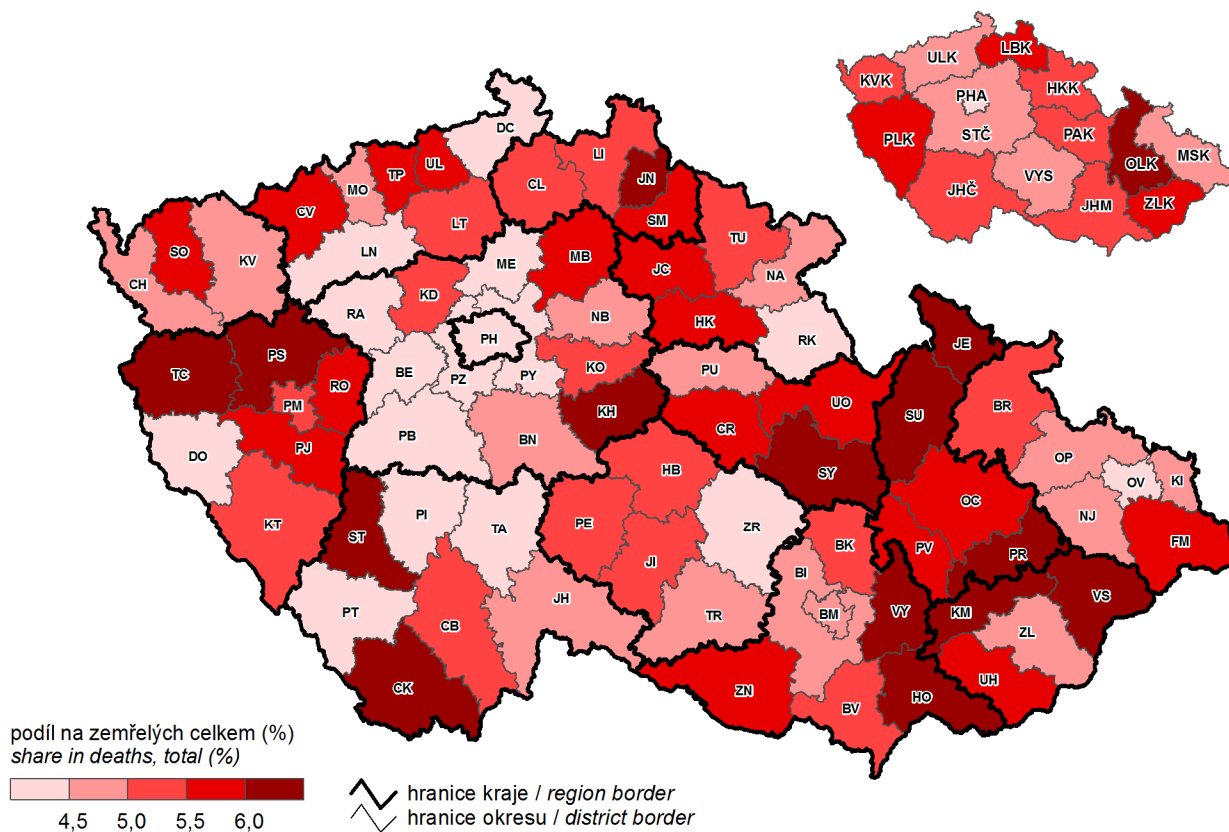 ULK
LBK
KVK
HKK
PHA
STČ
PLK
PAK
MSK
OLK
VYS
JHČ
JHM
ZLK
DC
LI
JN
TP
UL
MO
CL
CV
SM
LT
TU
SO
KV
LN
ME
MB
JC
NA
CH
KD
RA
NB
HK
PH
RK
JE
PS
TC
BE
PZ
PY
KO
PU
RO
PM
KH
UO
SU
BR
CR
PB
BN
PJ
DO
OP
HB
SY
OV
KI
OC
KT
ST
PI
TA
PE
ZR
NJ
BK
PV
FM
JI
PR
BI
VS
PT
CB
JH
TR
BM
VY
KM
ZL
CK
ZN
BV
HO
UH
podíl na zemřelých celkem (%)
share in deaths, total (%)
4,5 5,0 5,5 6,0
hranice kraje / region border
hranice okresu / district border